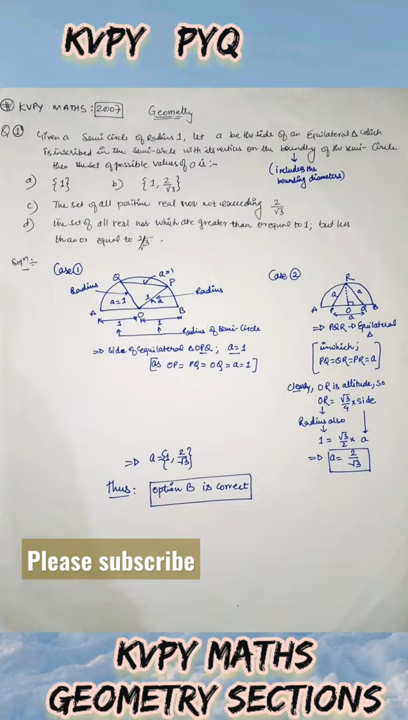 KVPY PYQ
KVPY MATHS: 2007 Geometry
Q ① Given a Semi Circle of Radius 1, let a be the side of an Equilateral Δ which
is inscribed in the semi-circle with its vertices on the boundary of the semi-Circle
then the set of possible values of a is :-
(includes the
bounding diameters)
a) {1} b) {1, 2/√3}
c) The set of all positive real nos not exceeding 2/√3
d) The set of all real nos which are greater than or equal to 1; but less
than or equal to 2/√3.
Solⁿ:-
Case ①
Q a=1 P
Radius a=1 1 Radius
A O B
1 1
Radius of Semi-Circle
=> Side of equilateral Δ OPQ; a=1
[as OP = PQ = OQ = a = 1]
Case ②
R
a a
A P O Q B
a
=> PQR → Equilateral
Δ
[in which;
PQ=QR=PR=a]
Clearly, OR is altitude, so
OR = √3/4 × side
Radius also
1 = √3/2 × a
=> a = 2/√3
=> a = {1, 2/√3}
Thus: option B is correct
Please subscribe
KVPY MATHS
GEOMETRY SECTIONS